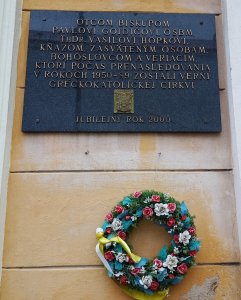 OTCOM BISKUPOM
PAVLOVI GOJDIČOVI OSBM
ThDR. VASIĽOVI HOPKOVI
KŇAZOM, ZASVÄTENÝM OSOBÁM,
BOHOSLOVCOM A VERIACIM,
KTORÍ POČAS PRENASLEDOVANIA
V ROKOCH 1950-89 ZOSTALI VERNÍ
GRÉCKOKATOLÍCKEJ CIRKVI
JUBILEJNÝ ROK 2000